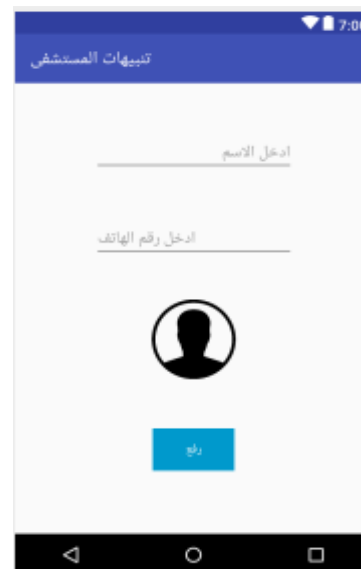 7:00
تنبيهات المستشفى
ادخل الاسم
ادخل رقم الهاتف
رفع